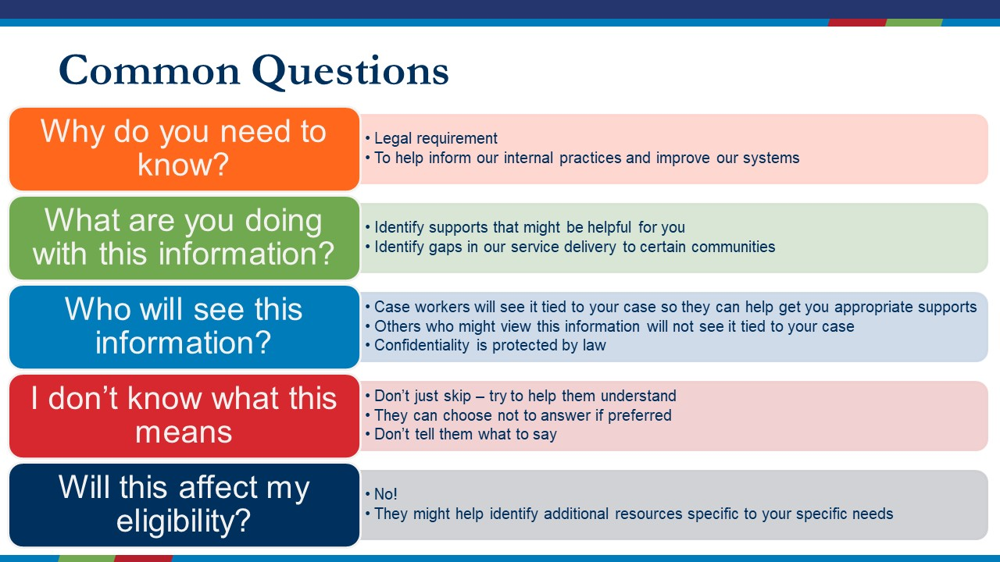 Common Questions
Why do you need to
know?
• Legal requirement
• To help inform our internal practices and improve our systems
What are you doing
with this information?
• Identify supports that might be helpful for you
• Identify gaps in our service delivery to certain communities
Who will see this
information?
• Case workers will see it tied to your case so they can help get you appropriate supports
• Others who might view this information will not see it tied to your case
• Confidentiality is protected by law
I don’t know what this
means
• Don’t just skip – try to help them understand
• They can choose not to answer if preferred
• Don’t tell them what to say
Will this affect my
eligibility?
• No!
• They might help identify additional resources specific to your specific needs